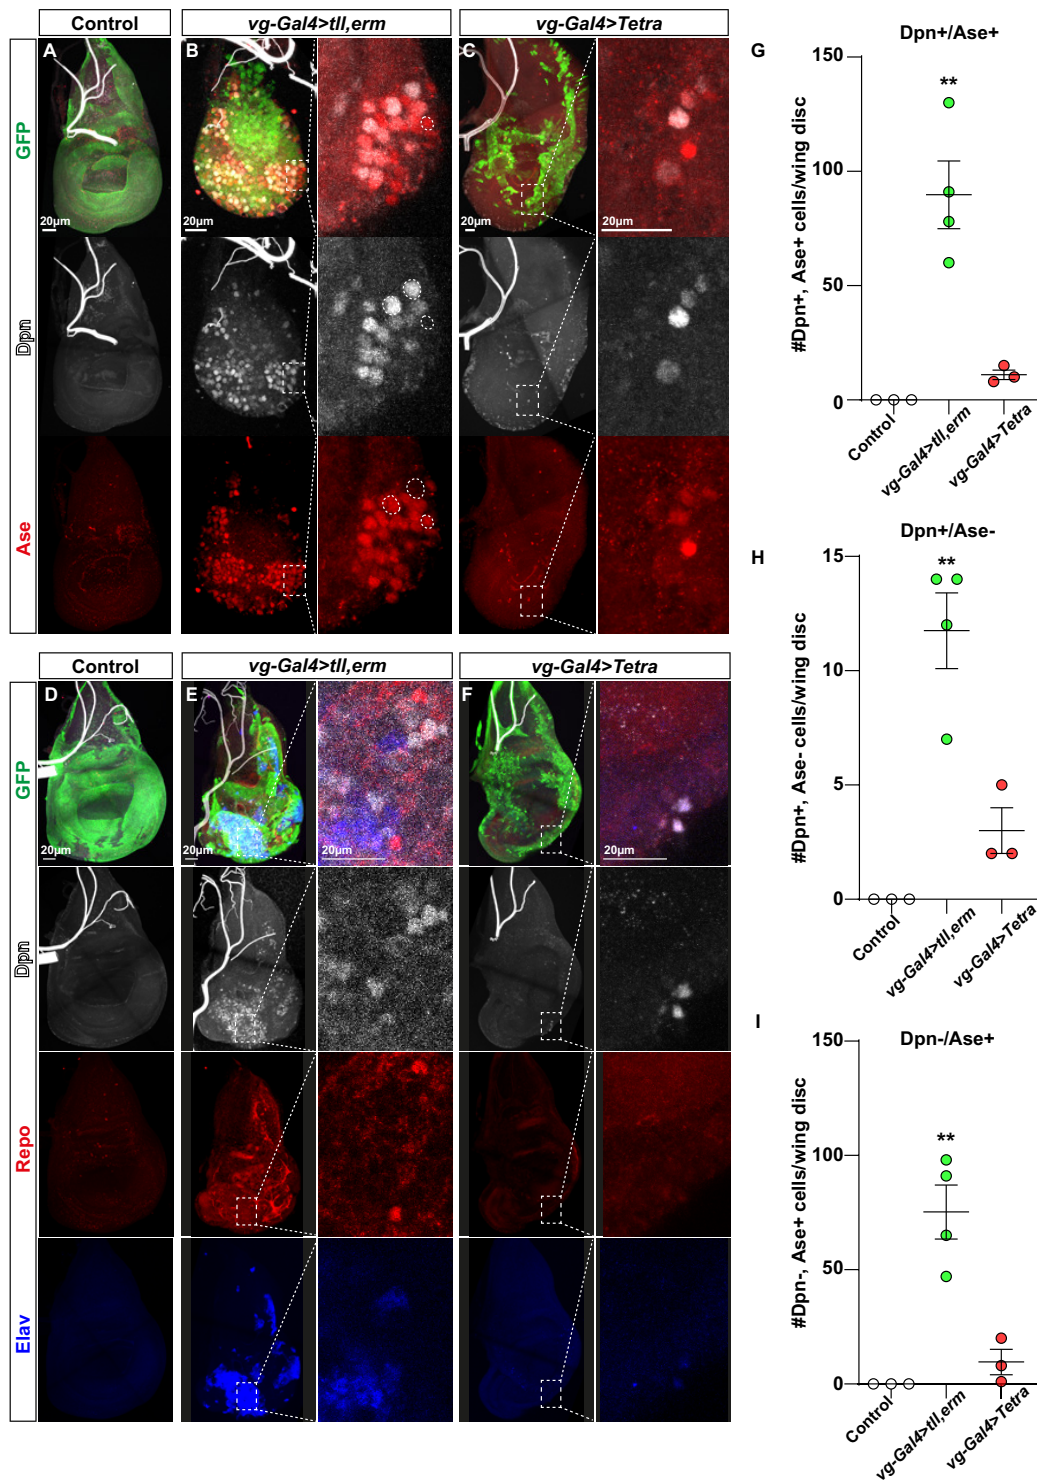 Control
vg-Gal4>tll,erm
vg-Gal4>Tetra
A
B
C
GFP
Dpn
Ase
20µm
20µm
20µm
20µm
Control
vg-Gal4>tll,erm
vg-Gal4>Tetra
D
E
F
GFP
Dpn
Repo
Elav
20µm
20µm
20µm
20µm
20µm
G
Dpn+/Ase+
#Dpn+, Ase+ cells/wing disc
150
100
50
0
**
Control
vg-Gal4>tll,erm
vg-Gal4>Tetra
H
Dpn+/Ase-
#Dpn+, Ase- cells/wing disc
15
10
5
0
**
Control
vg-Gal4>tll,erm
vg-Gal4>Tetra
I
Dpn-/Ase+
#Dpn-, Ase+ cells/wing disc
150
100
50
0
**
Control
vg-Gal4>tll,erm
vg-Gal4>Tetra